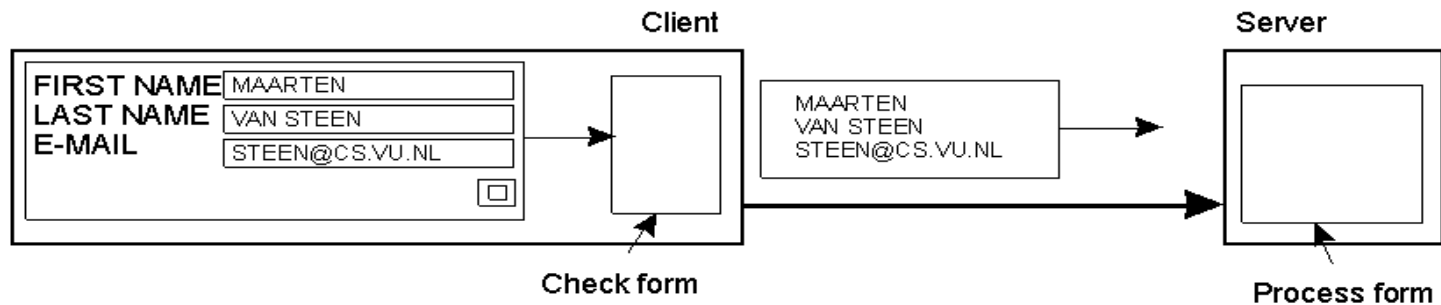 Client
Server
FIRST NAME MAARTEN
LAST NAME VAN STEEN
E-MAIL STEEN@CS.VU.NL
MAARTEN
VAN STEEN
STEEN@CS.VU.NL
Check form
Process form